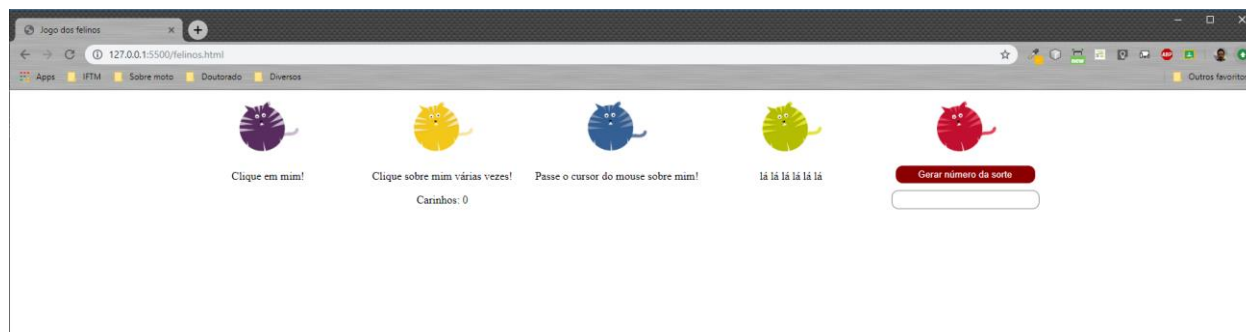 Jogo dos felinos
127.0.0.1:5500/felinos.html
Apps IFTM Sobre moto Doutorado Diversos Outros favoritos
Clique em mim! Clique sobre mim várias vezes! Passe o cursor do mouse sobre mim! lá lá lá lá lá lá Gerar número da sorte
Carinhos: 0